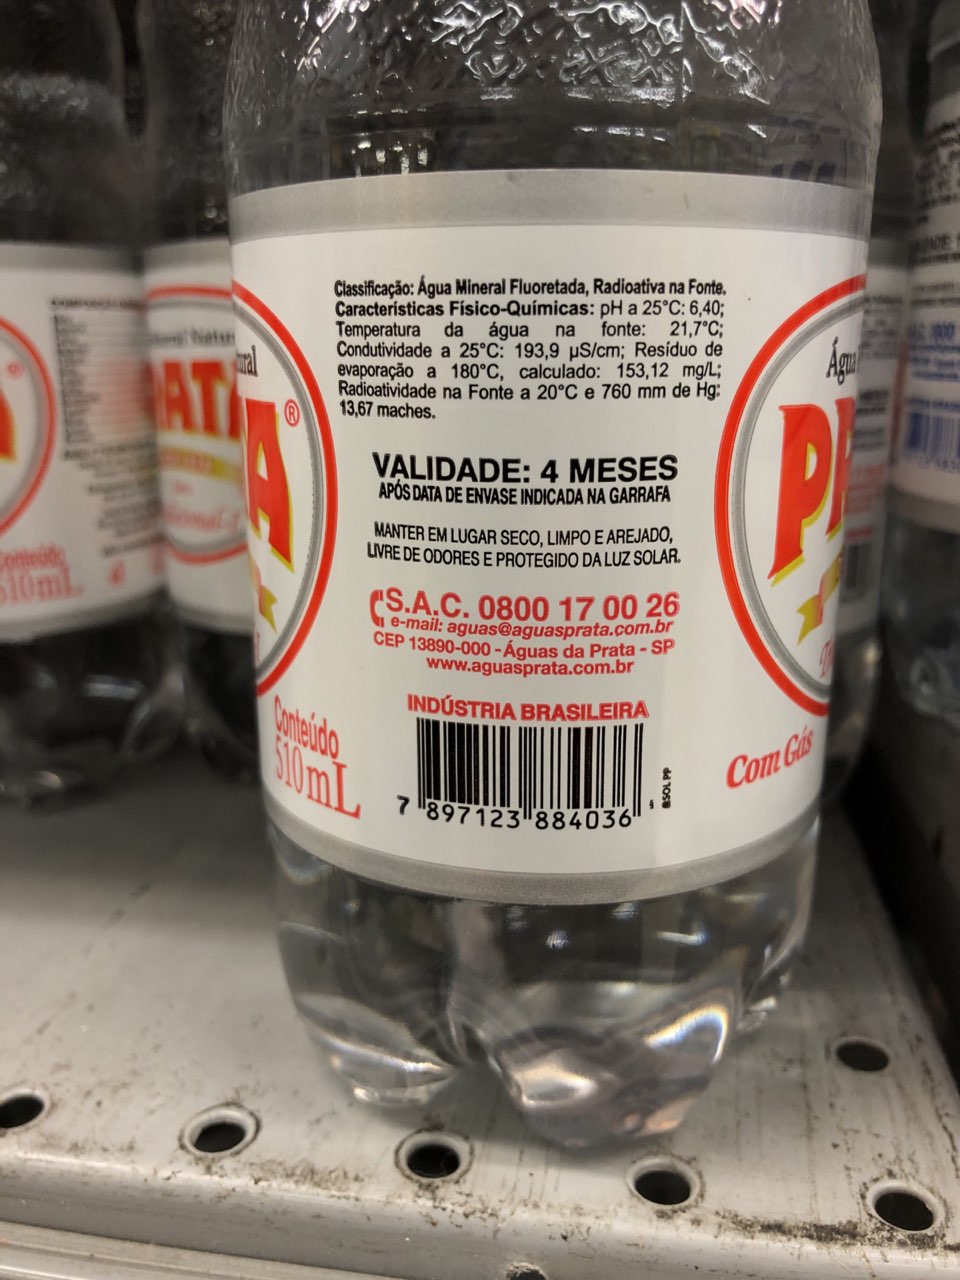 Classificação: Água Mineral Fluoretada, Radioativa na Fonte.
Características Físico-Químicas: pH a 25°C: 6,40;
Temperatura da água na fonte: 21,7°C;
Condutividade a 25°C: 193,9 µS/cm; Resíduo de
evaporação a 180°C, calculado: 153,12 mg/L;
Radioatividade na Fonte a 20°C e 760 mm de Hg:
13,67 maches.
VALIDADE: 4 MESES
APÓS DATA DE ENVASE INDICADA NA GARRAFA
MANTER EM LUGAR SECO, LIMPO E AREJADO,
LIVRE DE ODORES E PROTEGIDO DA LUZ SOLAR.
S.A.C. 0800 17 00 26
e-mail: aguas@aguasprata.com.br
CEP 13890-000 - Águas da Prata - SP
www.aguasprata.com.br
INDÚSTRIA BRASILEIRA
7 897123 884036
Conteúdo
510mL
Água
Com Gás
Conteúdo
510mL